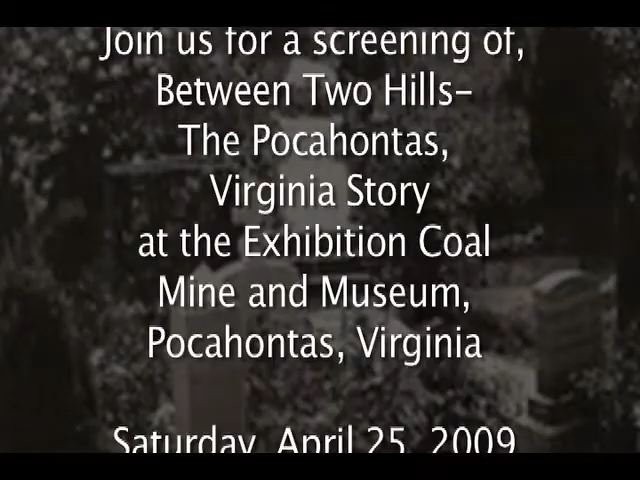 Join us for a screening of,
Between Two Hills-
The Pocahontas,
Virginia Story
at the Exhibition Coal
Mine and Museum,
Pocahontas, Virginia
Saturday, April 25, 2009